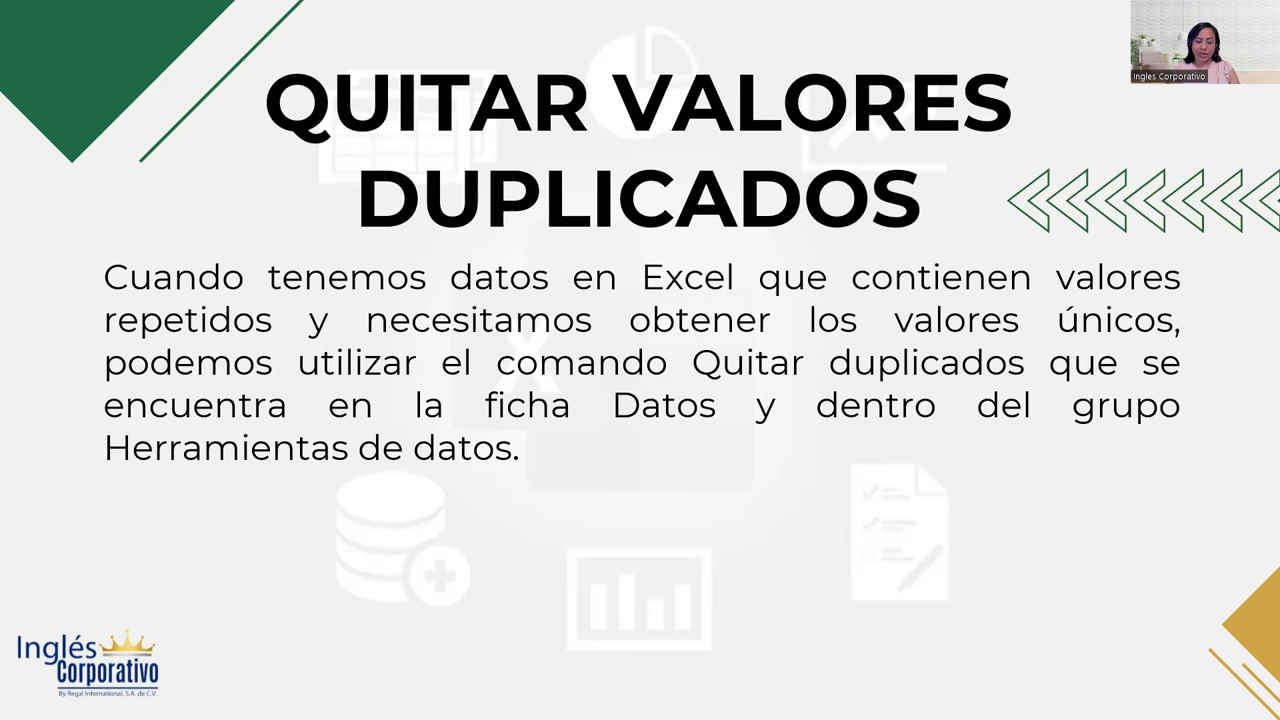 QUITAR VALORES
DUPLICADOS
Ingles Corporativo
Cuando tenemos datos en Excel que contienen valores
repetidos y necesitamos obtener los valores únicos,
podemos utilizar el comando Quitar duplicados que se
encuentra en la ficha Datos y dentro del grupo
Herramientas de datos.
X
Inglés
Corporativo
By Regal International, S.A. de C.V.